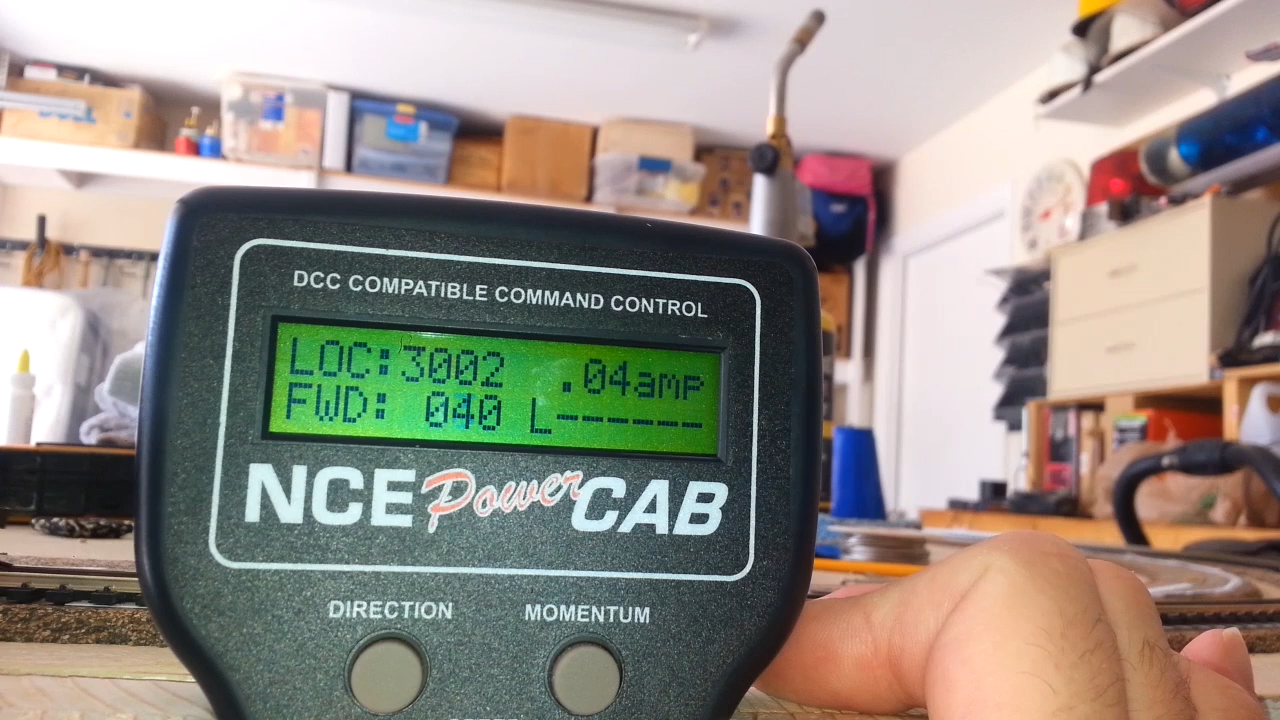 DCC COMPATIBLE COMMAND CONTROL
LOC:3002 .04amp
FWD: 040 L-----
NCE Power CAB
DIRECTION MOMENTUM